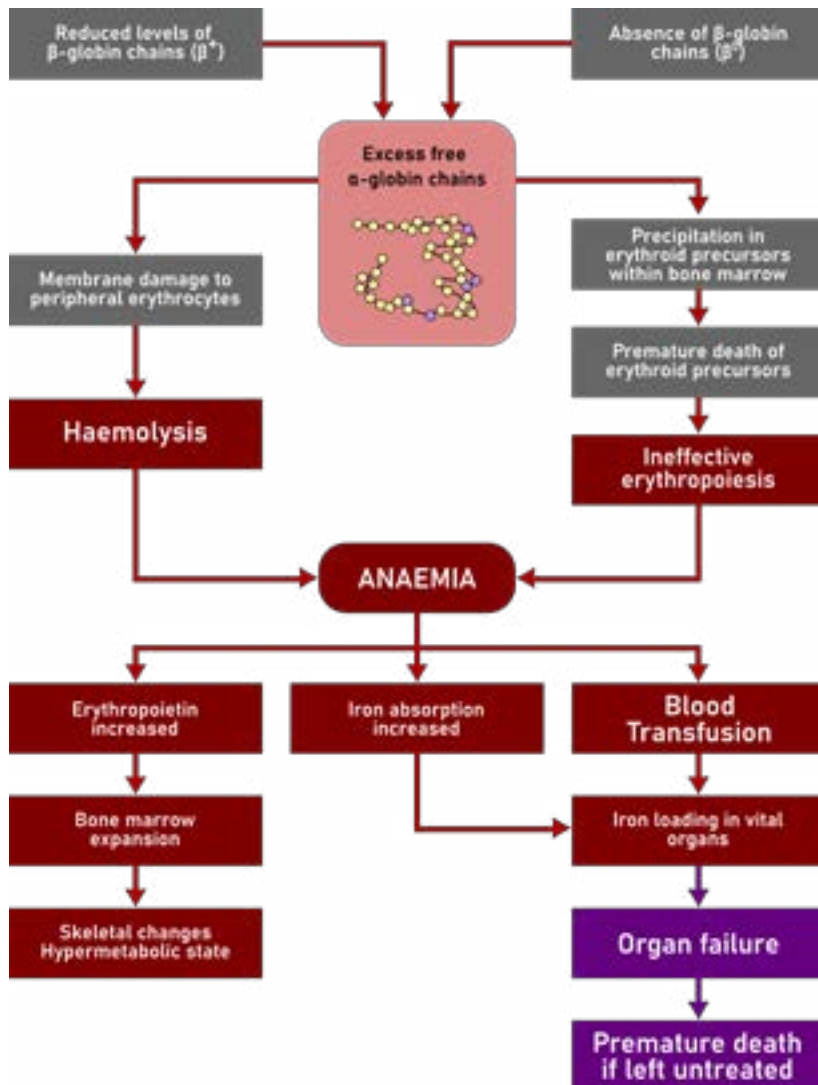 Reduced levels of
β-globin chains (β⁺)
Absence of β-globin
chains (β⁰)
Excess free
α-globin chains
Membrane damage to
peripheral erythrocytes
Precipitation in
erythroid precursors
within bone marrow
Premature death of
erythroid precursors
Haemolysis
Ineffective
erythropoiesis
ANAEMIA
Erythropoietin
increased
Iron absorption
increased
Blood
Transfusion
Bone marrow
expansion
Iron loading in vital
organs
Skeletal changes
Hypermetabolic state
Organ failure
Premature death
if left untreated